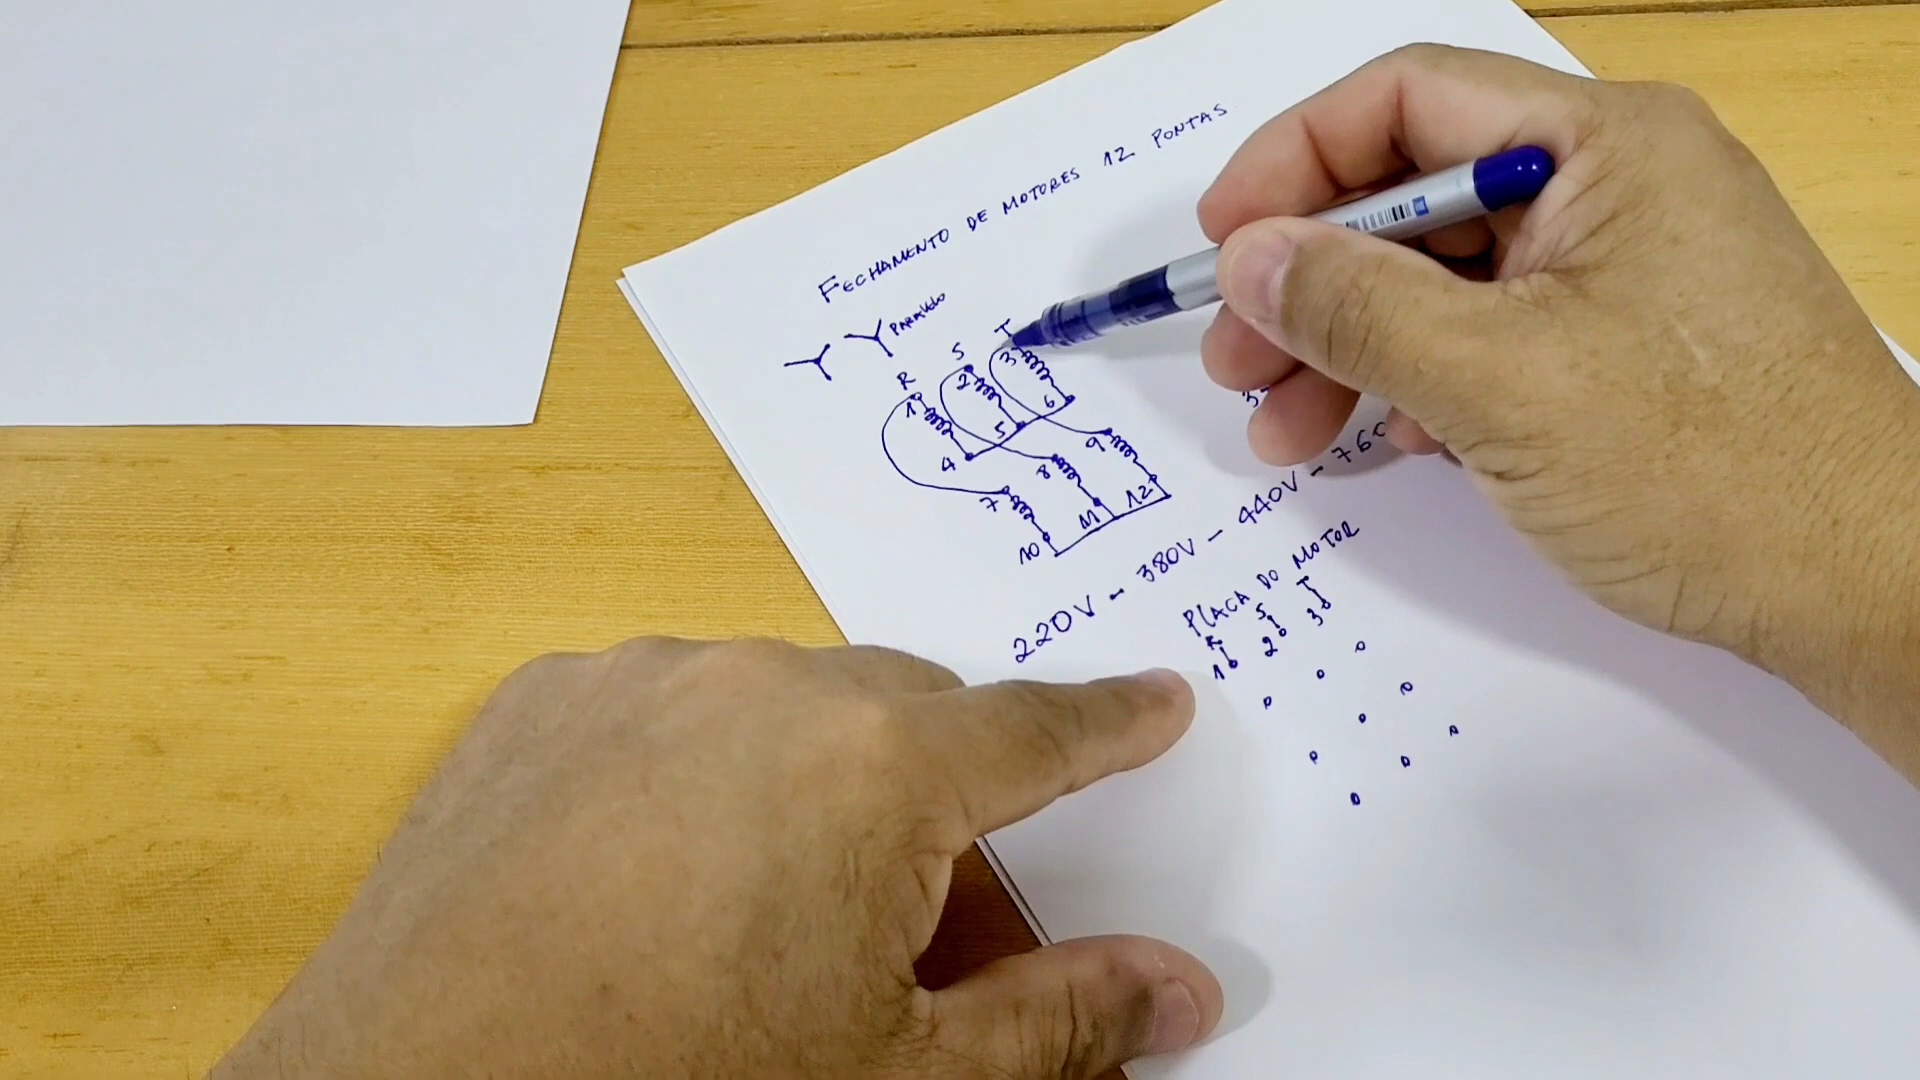 FECHAMENTO DE MOTORES 12 PONTAS
PARALELO
R S T
1 2 3
4 5 6
7 8 9
10 11 12
220V - 380V - 440V - 760
PLACA DO MOTOR
R S T
1 2 3